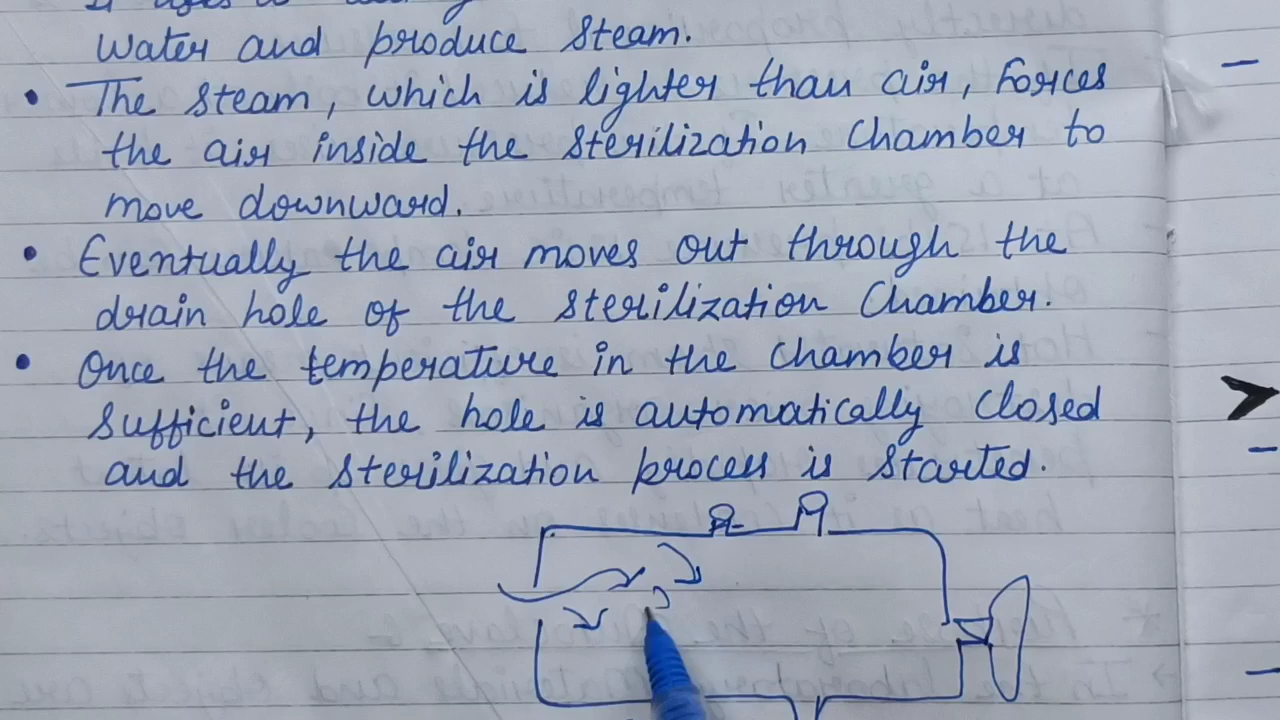 water and produce steam.
• The steam, which is lighter than air, Forces
the air inside the sterilization Chamber to
move downward.
• Eventually the air moves out through the
drain hole of the sterilization Chamber.
• Once the temperature in the chamber is
sufficient, the hole is automatically closed
and the sterilization process is started.